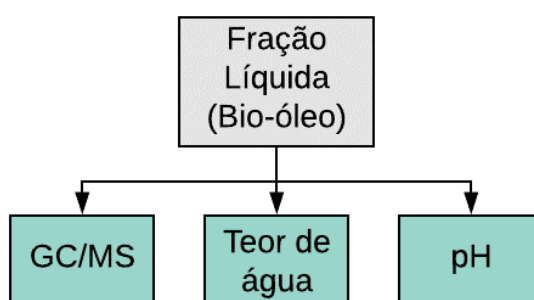 Fração
Líquida
(Bio-óleo)
GC/MS
Teor de
água
pH